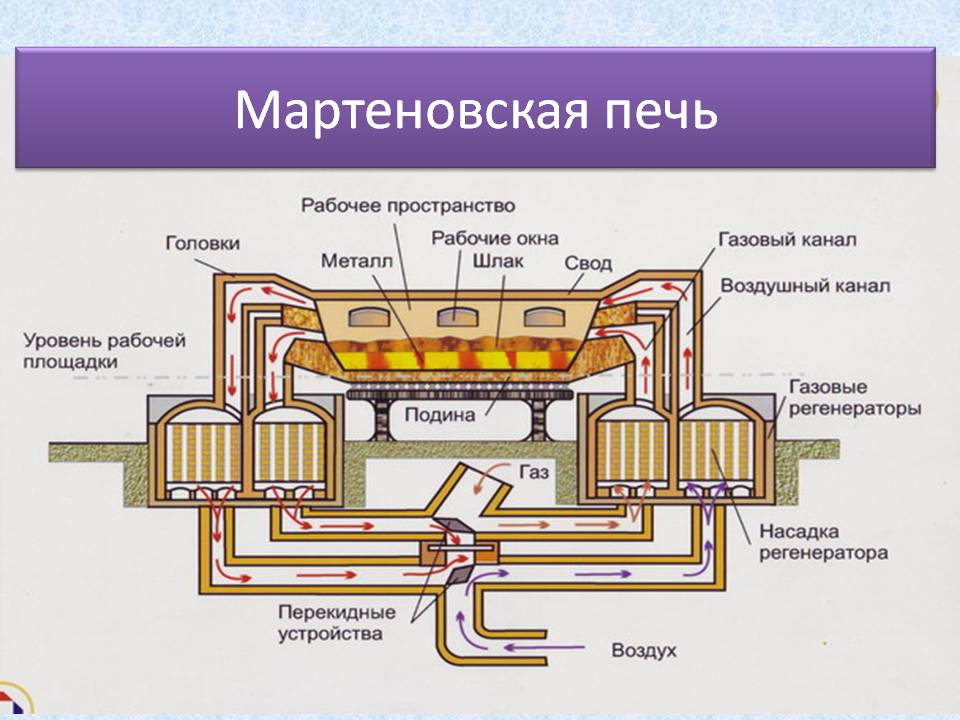 Мартеновская печь
Рабочее пространство
Головки
Рабочие окна
Металл
Шлак
Свод
Газовый канал
Воздушный канал
Уровень рабочей
площадки
Газовые
регенераторы
Подина
Газ
Насадка
регенератора
Перекидные
устройства
Воздух